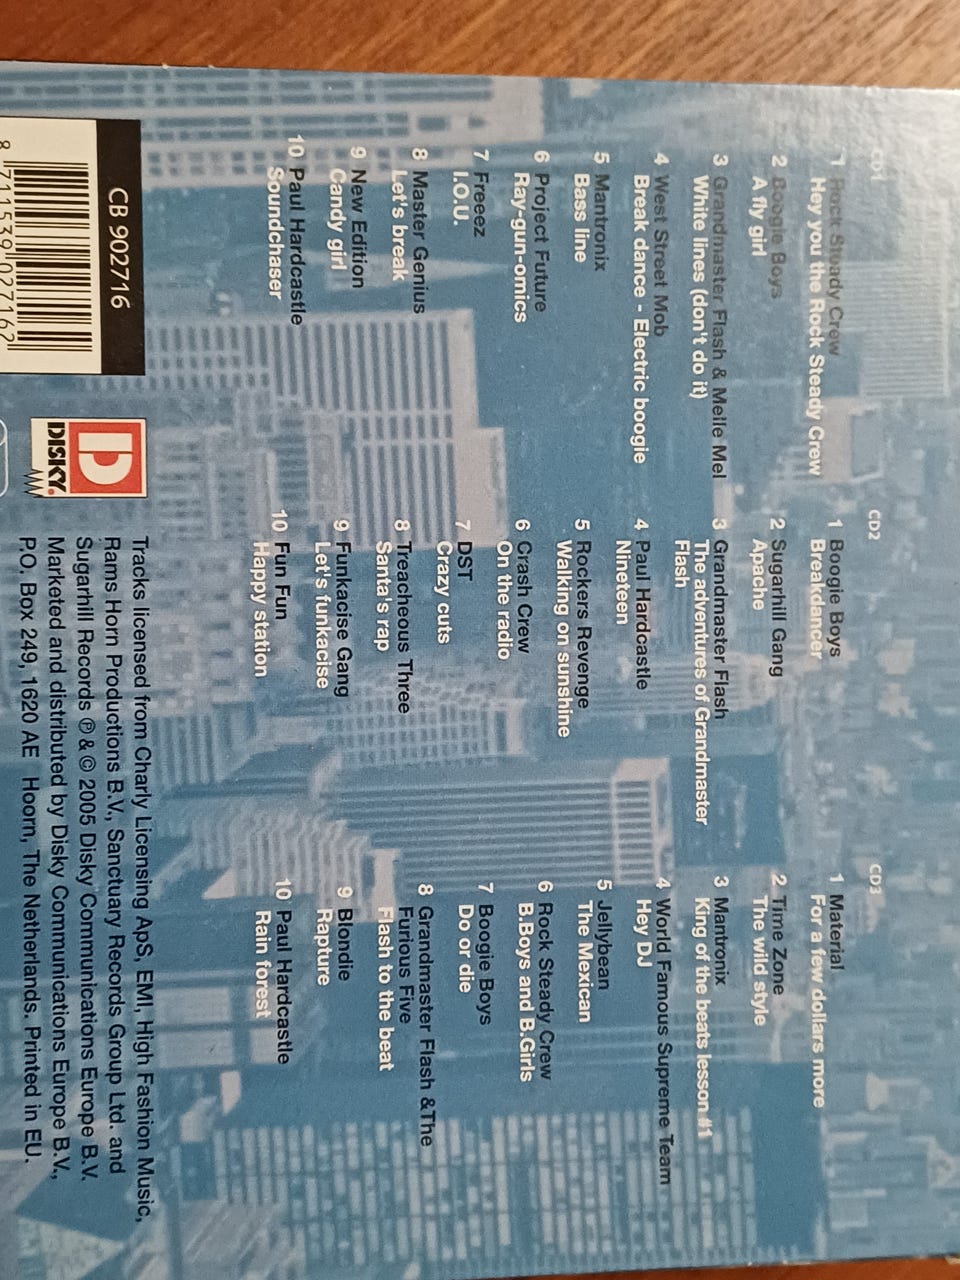 CD1
1 Rock Steady Crew
Hey you the Rock Steady Crew
2 Boogie Boys
A fly girl
3 Grandmaster Flash & Melle Mel
White lines (don't do it)
4 West Street Mob
Break dance - Electric boogie
5 Mantronix
Bass line
6 Project Future
Ray-gun-omics
7 Freeez
I.O.U.
8 Master Genius
Let's break
9 New Edition
Candy girl
10 Paul Hardcastle
Soundchaser
CD2
1 Boogie Boys
Breakdancer
2 Sugarhill Gang
Apache
3 Grandmaster Flash
The adventures of Grandmaster
Flash
4 Paul Hardcastle
Nineteen
5 Rockers Revenge
Walking on sunshine
6 Crash Crew
On the radio
7 DST
Crazy cuts
8 Treacheous Three
Santa's rap
9 Funkacise Gang
Let's funkacise
10 Fun Fun
Happy station
CD3
1 Material
For a few dollars more
2 Time Zone
The wild style
3 Mantronix
King of the beats lesson #1
4 World Famous Supreme Team
Hey DJ
5 Jellybean
The Mexican
6 Rock Steady Crew
B.Boys and B.Girls
7 Boogie Boys
Do or die
8 Grandmaster Flash &The
Furious Five
Flash to the beat
9 Blondie
Rapture
10 Paul Hardcastle
Rain forest
CB 902716
8 711539 027162
D
DISKY®
Tracks licensed from Charly Licensing ApS, EMI, High Fashion Music,
Rams Horn Productions B.V., Sanctuary Records Group Ltd. and
Sugarhill Records ℗ & © 2005 Disky Communications Europe B.V.
Marketed and distributed by Disky Communications Europe B.V.,
P.O. Box 249, 1620 AE Hoorn, The Netherlands. Printed in EU.